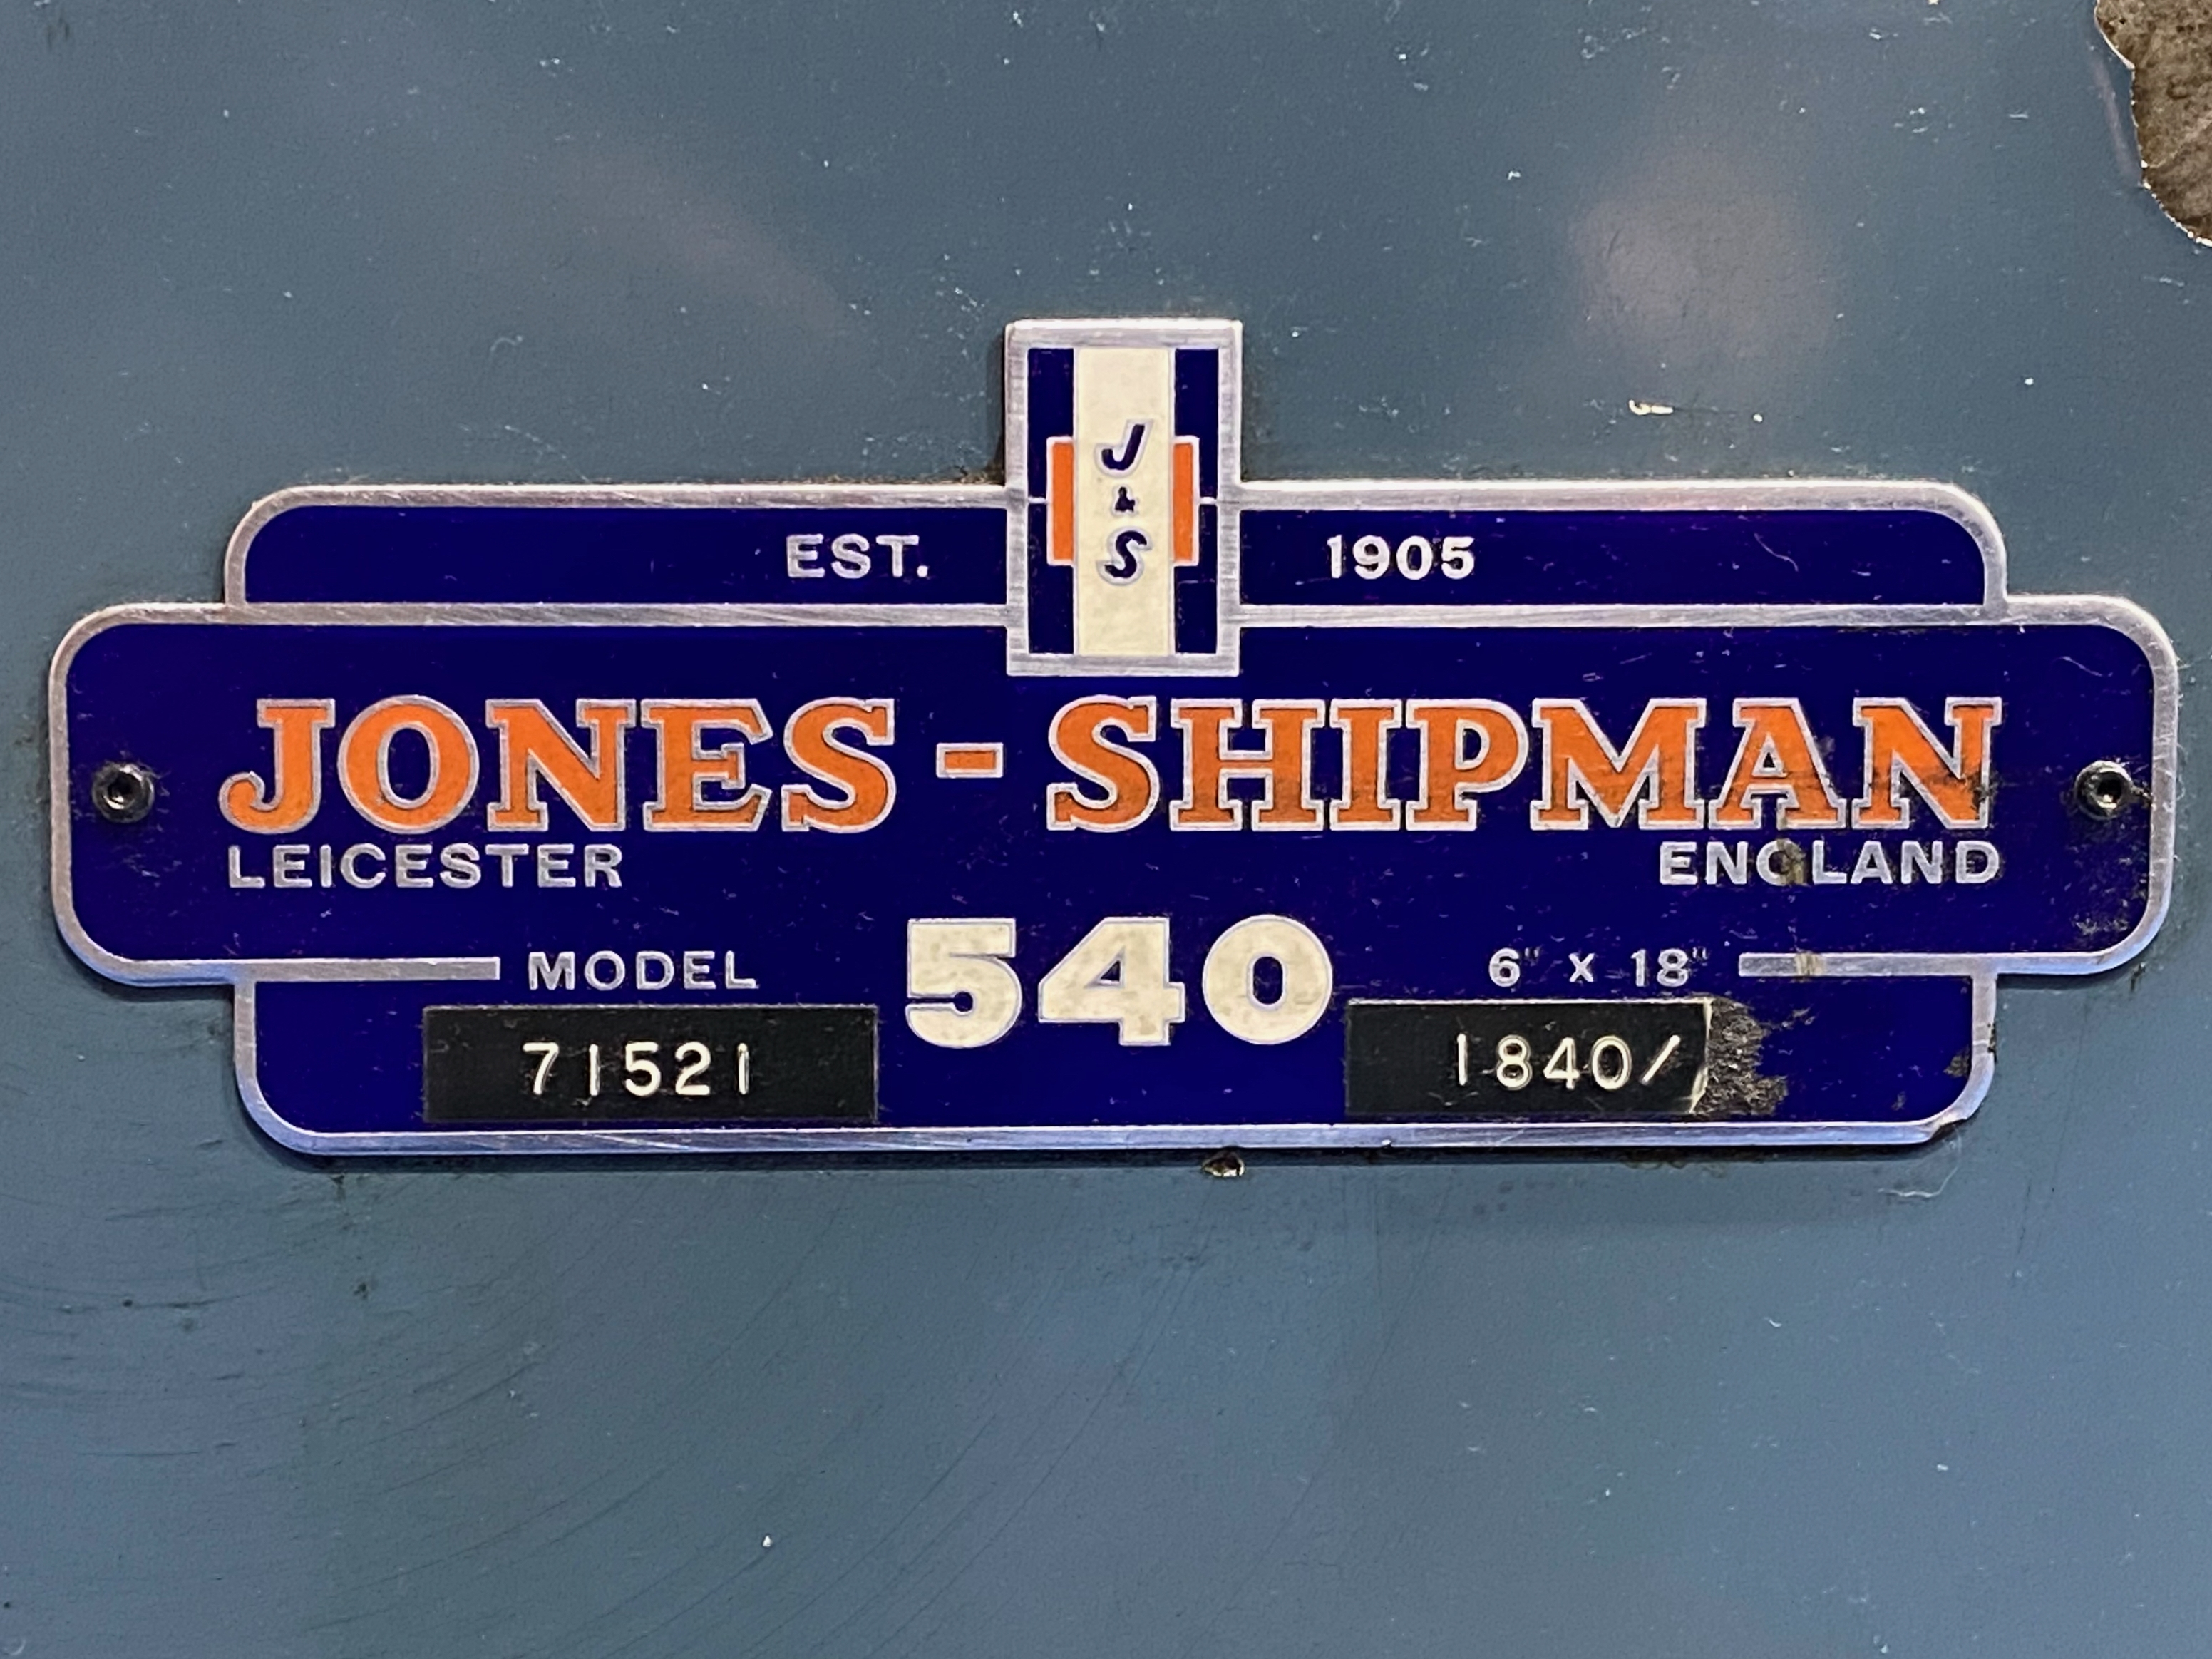 J
&
S
EST. 1905
JONES - SHIPMAN
LEICESTER ENGLAND
MODEL 540 6" X 18"
71521 1840/